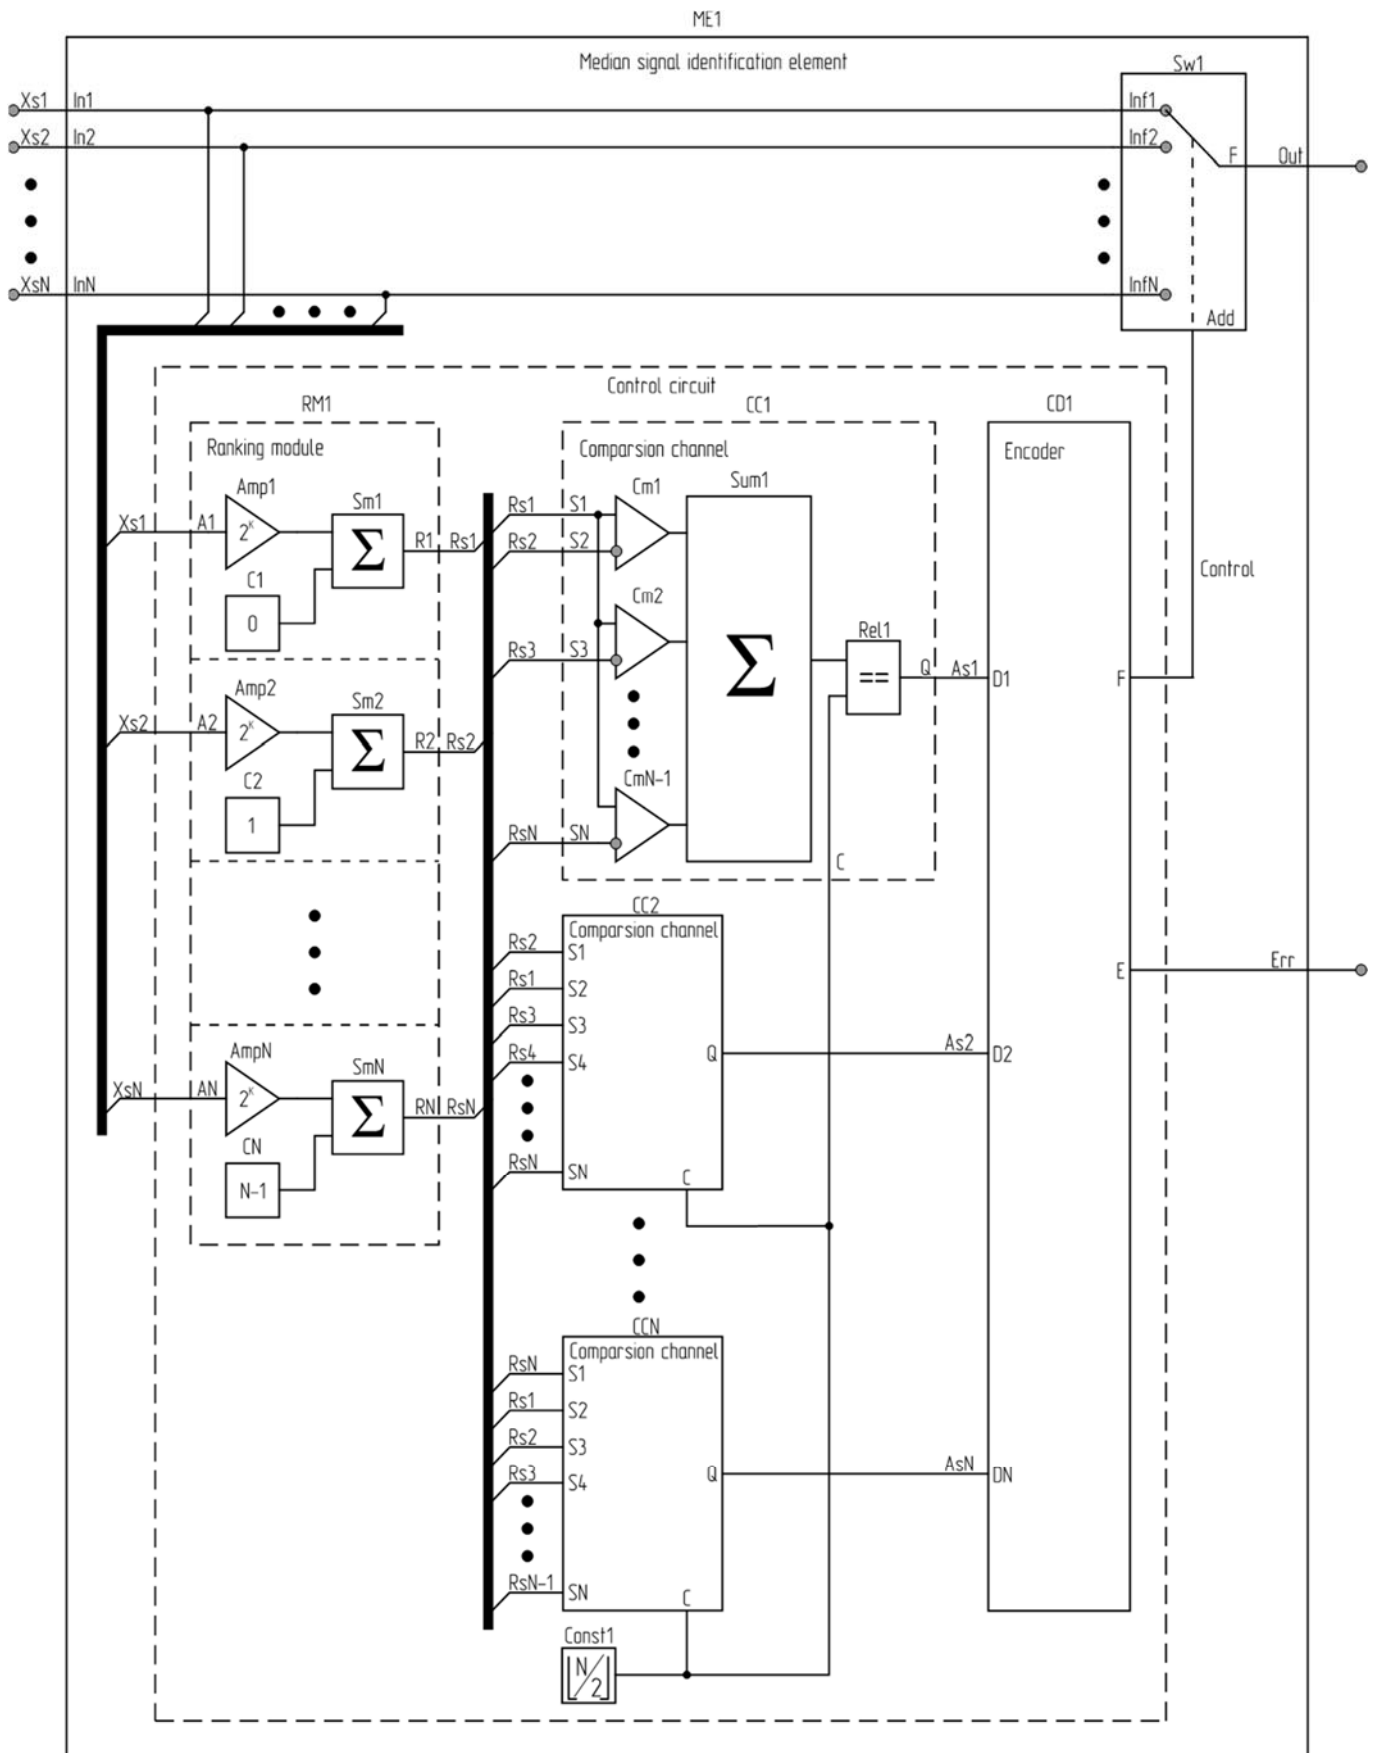 ME1
Median signal identification element
Sw1
Xs1 In1 Inf1
Xs2 In2 Inf2
F Out
XsN InN InfN
Add
Control circuit
RM1 CC1 CD1
Ranking module Comparsion channel Encoder
Amp1 Sm1 Cm1 Sum1
Xs1 A1 2^K Σ R1 Rs1
Rs1 S1
Rs2 S2
C1
0
Control
Cm2
Rs3 S3
Σ
Rel1
==
Q As1 D1 F
Amp2 Sm2
Xs2 A2 2^K Σ R2 Rs2
C2
1
CmN-1
RsN SN
C
CC2
Comparsion channel
Rs2 S1
Rs1 S2
Rs3 S3
Rs4 S4
Q As2 D2
RsN SN
C
E Err
AmpN SmN
XsN AN 2^K Σ RN RsN
CN
N-1
CCN
Comparsion channel
RsN S1
Rs1 S2
Rs2 S3
Rs3 S4
Q AsN DN
RsN-1 SN
C
Const1
⌊N/2⌋